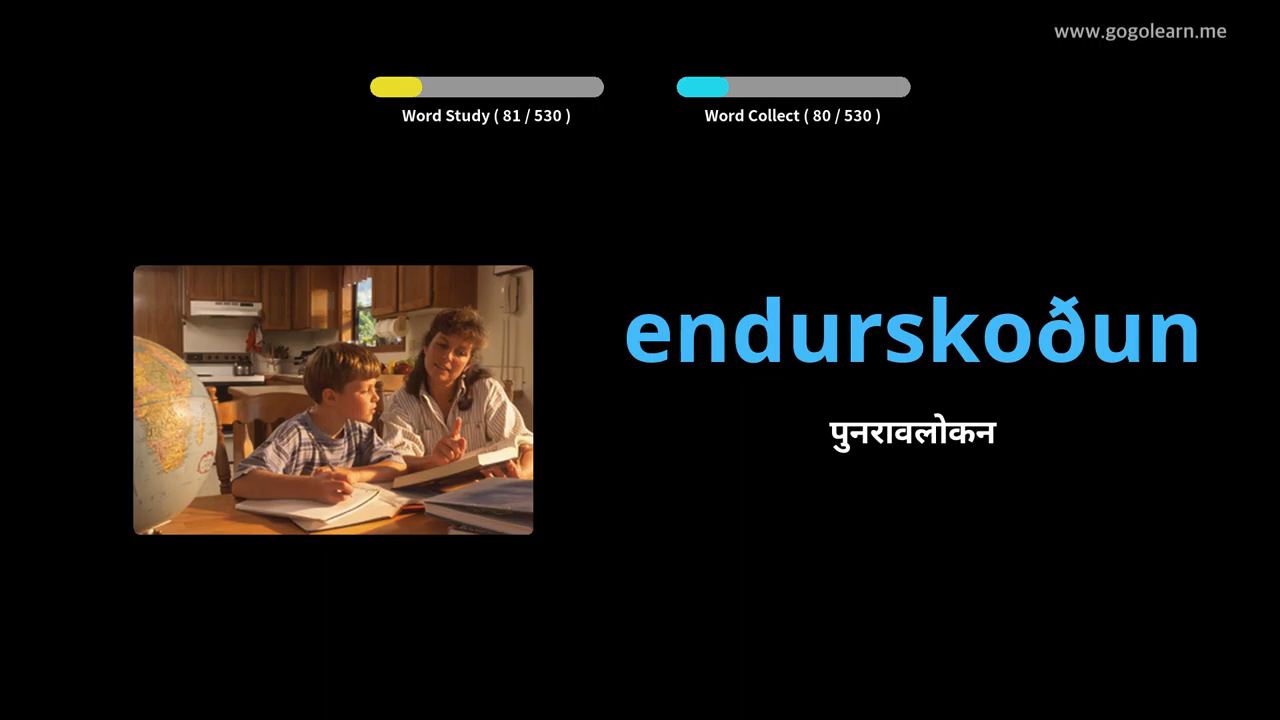 www.gogolearn.me
Word Study ( 81 / 530 )
Word Collect ( 80 / 530 )
endurskoðun
पुनरावलोकन